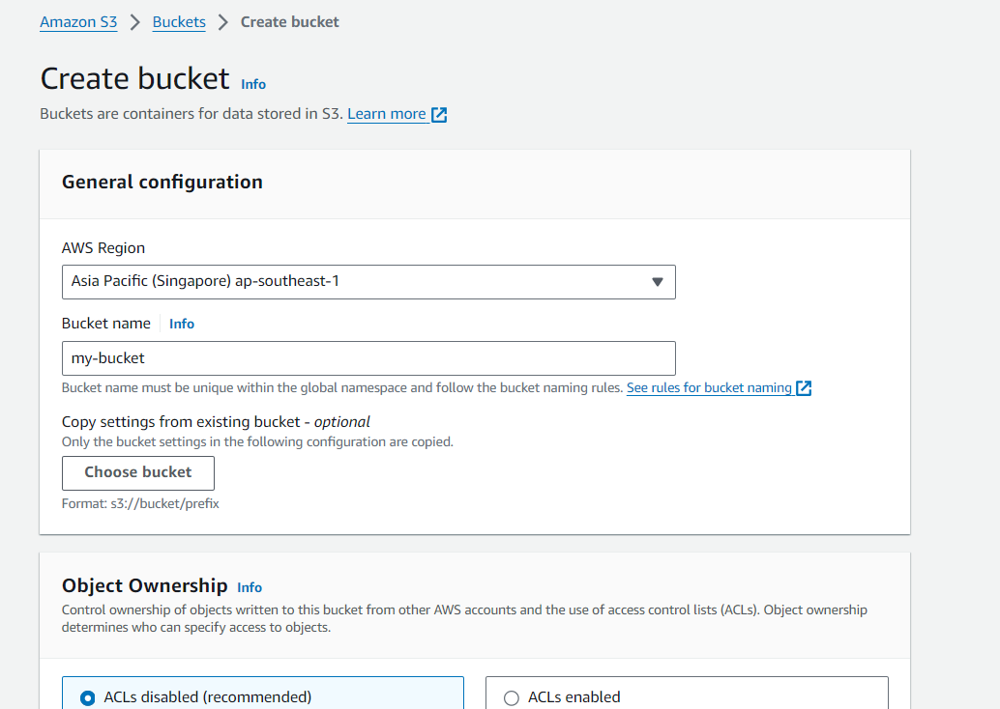 Amazon S3 > Buckets > Create bucket
Create bucket Info
Buckets are containers for data stored in S3. Learn more
General configuration
AWS Region
Asia Pacific (Singapore) ap-southeast-1
Bucket name Info
my-bucket
Bucket name must be unique within the global namespace and follow the bucket naming rules. See rules for bucket naming
Copy settings from existing bucket - optional
Only the bucket settings in the following configuration are copied.
Choose bucket
Format: s3://bucket/prefix
Object Ownership Info
Control ownership of objects written to this bucket from other AWS accounts and the use of access control lists (ACLs). Object ownership
determines who can specify access to objects.
ACLs disabled (recommended) ACLs enabled